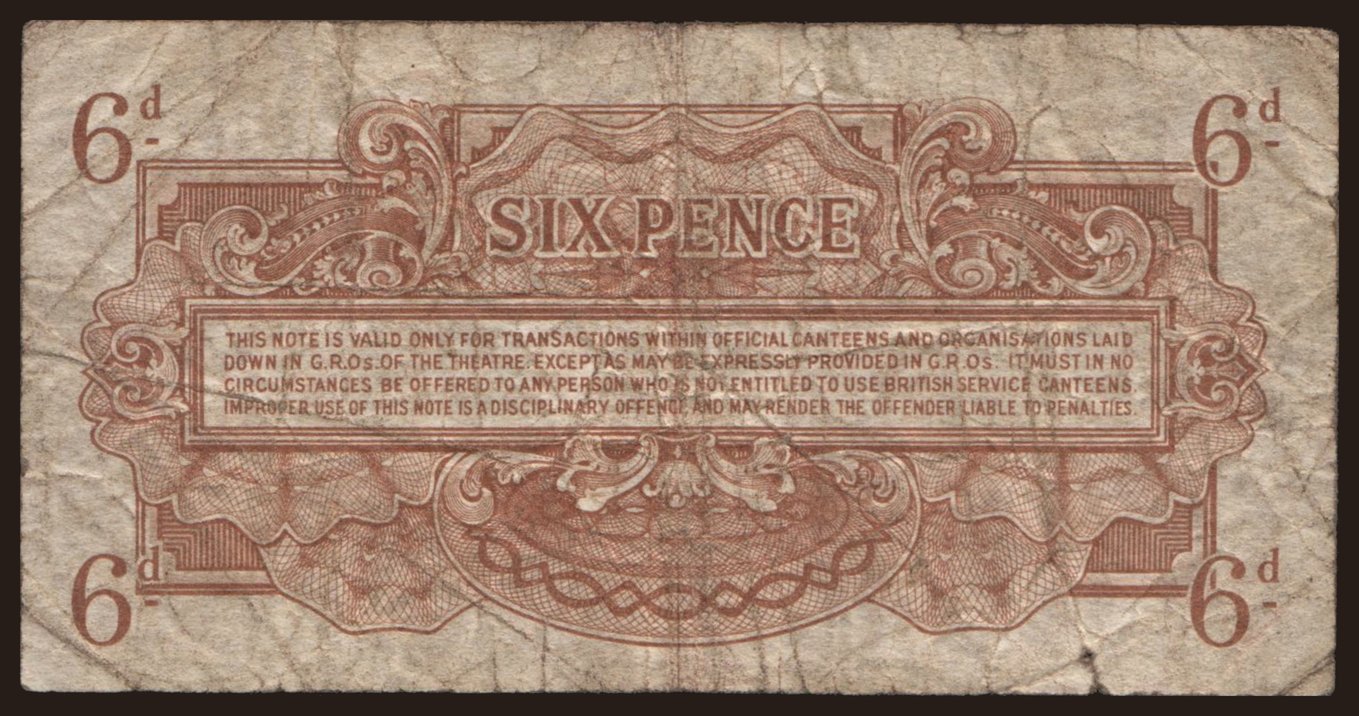 6d 6d
SIX PENCE
THIS NOTE IS VALID ONLY FOR TRANSACTIONS WITHIN OFFICIAL CANTEENS AND ORGANISATIONS LAID
DOWN IN G.R.Os. OF THE THEATRE. EXCEPT AS MAY BE EXPRESSLY PROVIDED IN G.R.Os. IT MUST IN NO
CIRCUMSTANCES BE OFFERED TO ANY PERSON WHO IS NOT ENTITLED TO USE BRITISH SERVICE CANTEENS.
IMPROPER USE OF THIS NOTE IS A DISCIPLINARY OFFENCE AND MAY RENDER THE OFFENDER LIABLE TO PENALTIES.
6d 6d